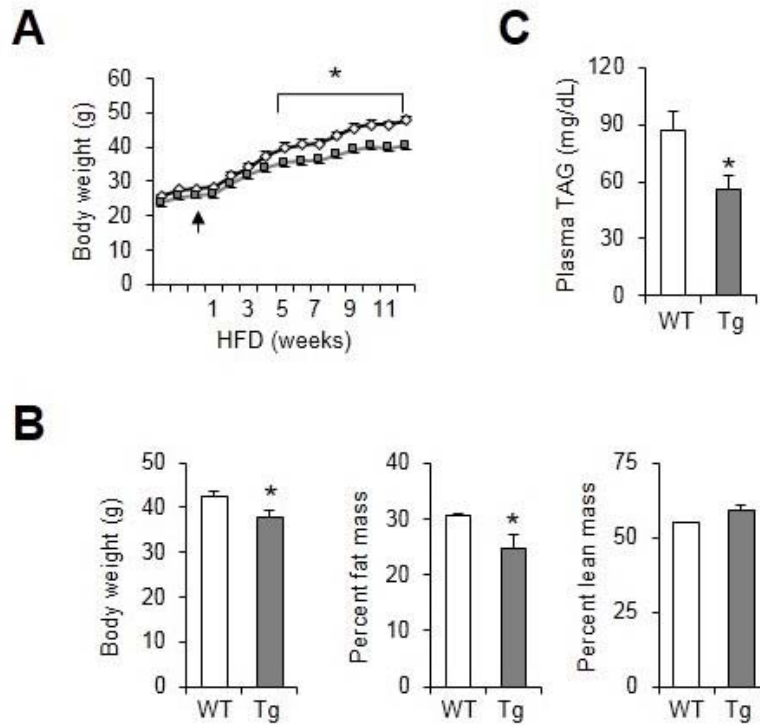 A
Body weight (g)
60
50
40
30
20
10
0
*
1 3 5 7 9 11
HFD (weeks)
C
Plasma TAG (mg/dL)
120
90
60
30
0
*
WT Tg
B
Body weight (g)
50
40
30
20
10
0
*
WT Tg
Percent fat mass
40
30
20
10
0
*
WT Tg
Percent lean mass
75
50
25
0
WT Tg